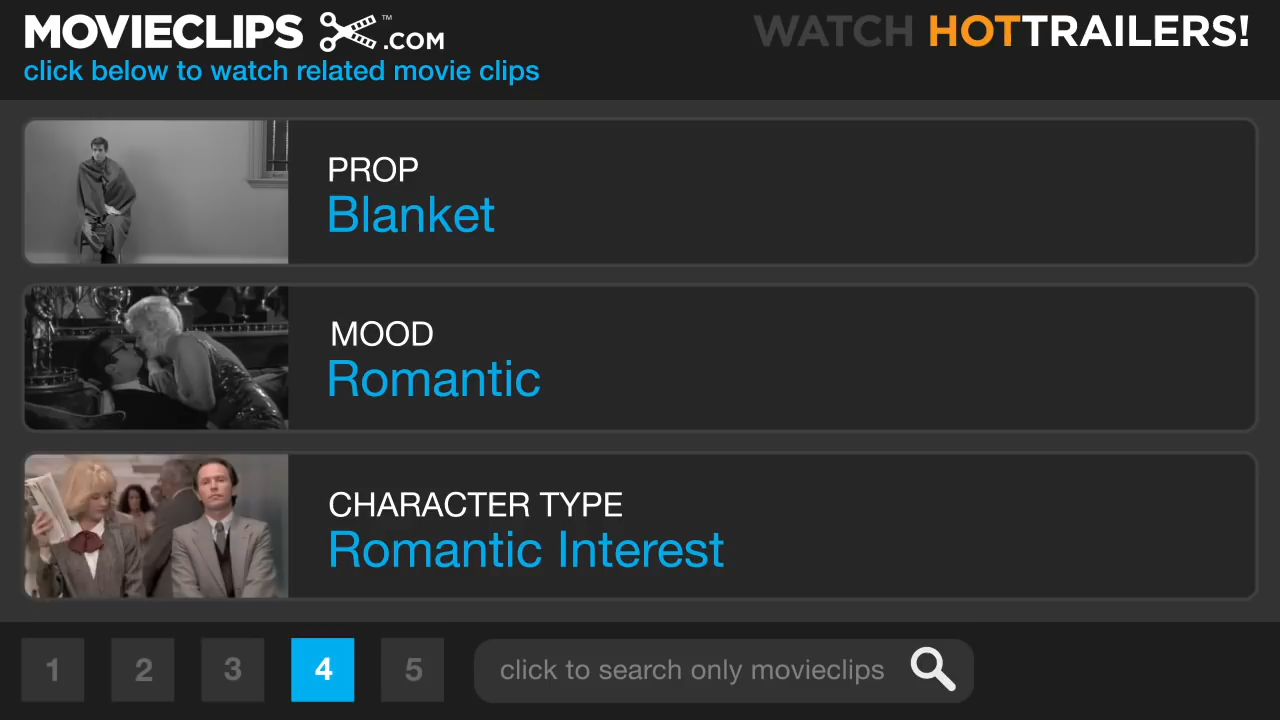 MOVIECLIPS ™.COM
WATCH HOTTRAILERS!
click below to watch related movie clips
PROP
Blanket
MOOD
Romantic
CHARACTER TYPE
Romantic Interest
1 2 3 4 5 click to search only movieclips